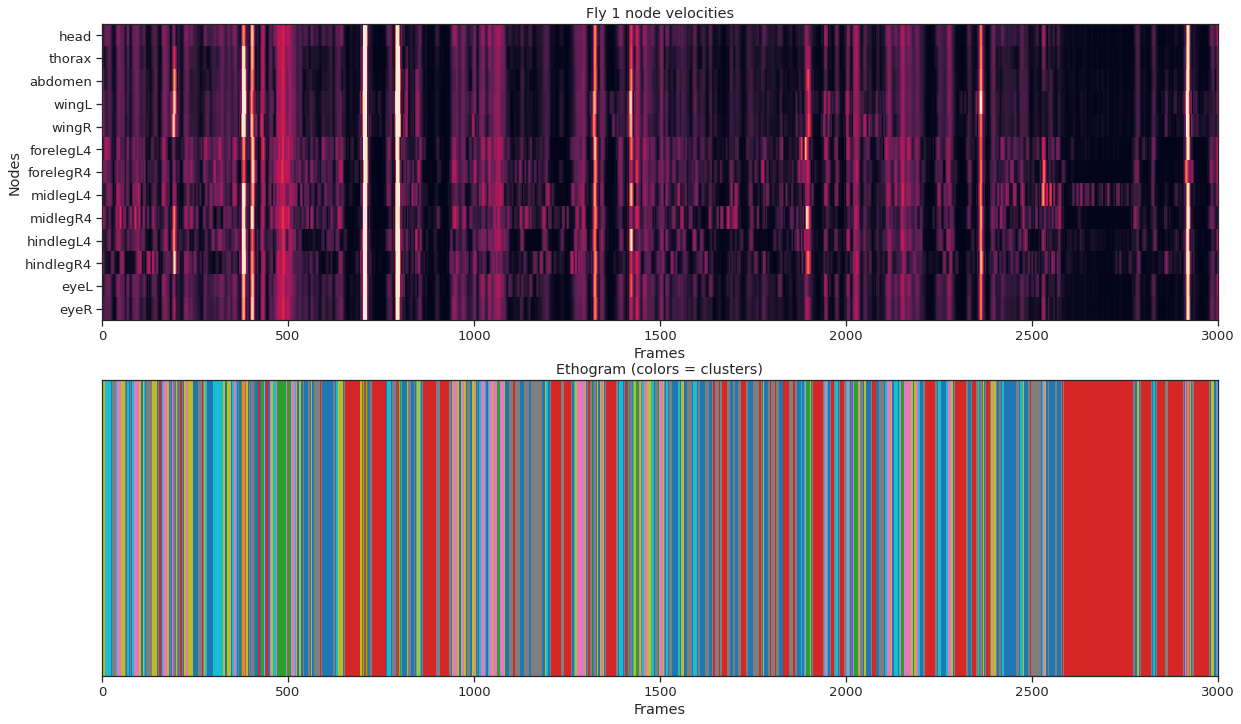 Fly 1 node velocities
Nodes
head
thorax
abdomen
wingL
wingR
forelegL4
forelegR4
midlegL4
midlegR4
hindlegL4
hindlegR4
eyeL
eyeR
0 500 1000 1500 2000 2500 3000
Frames
Ethogram (colors = clusters)
0 500 1000 1500 2000 2500 3000
Frames